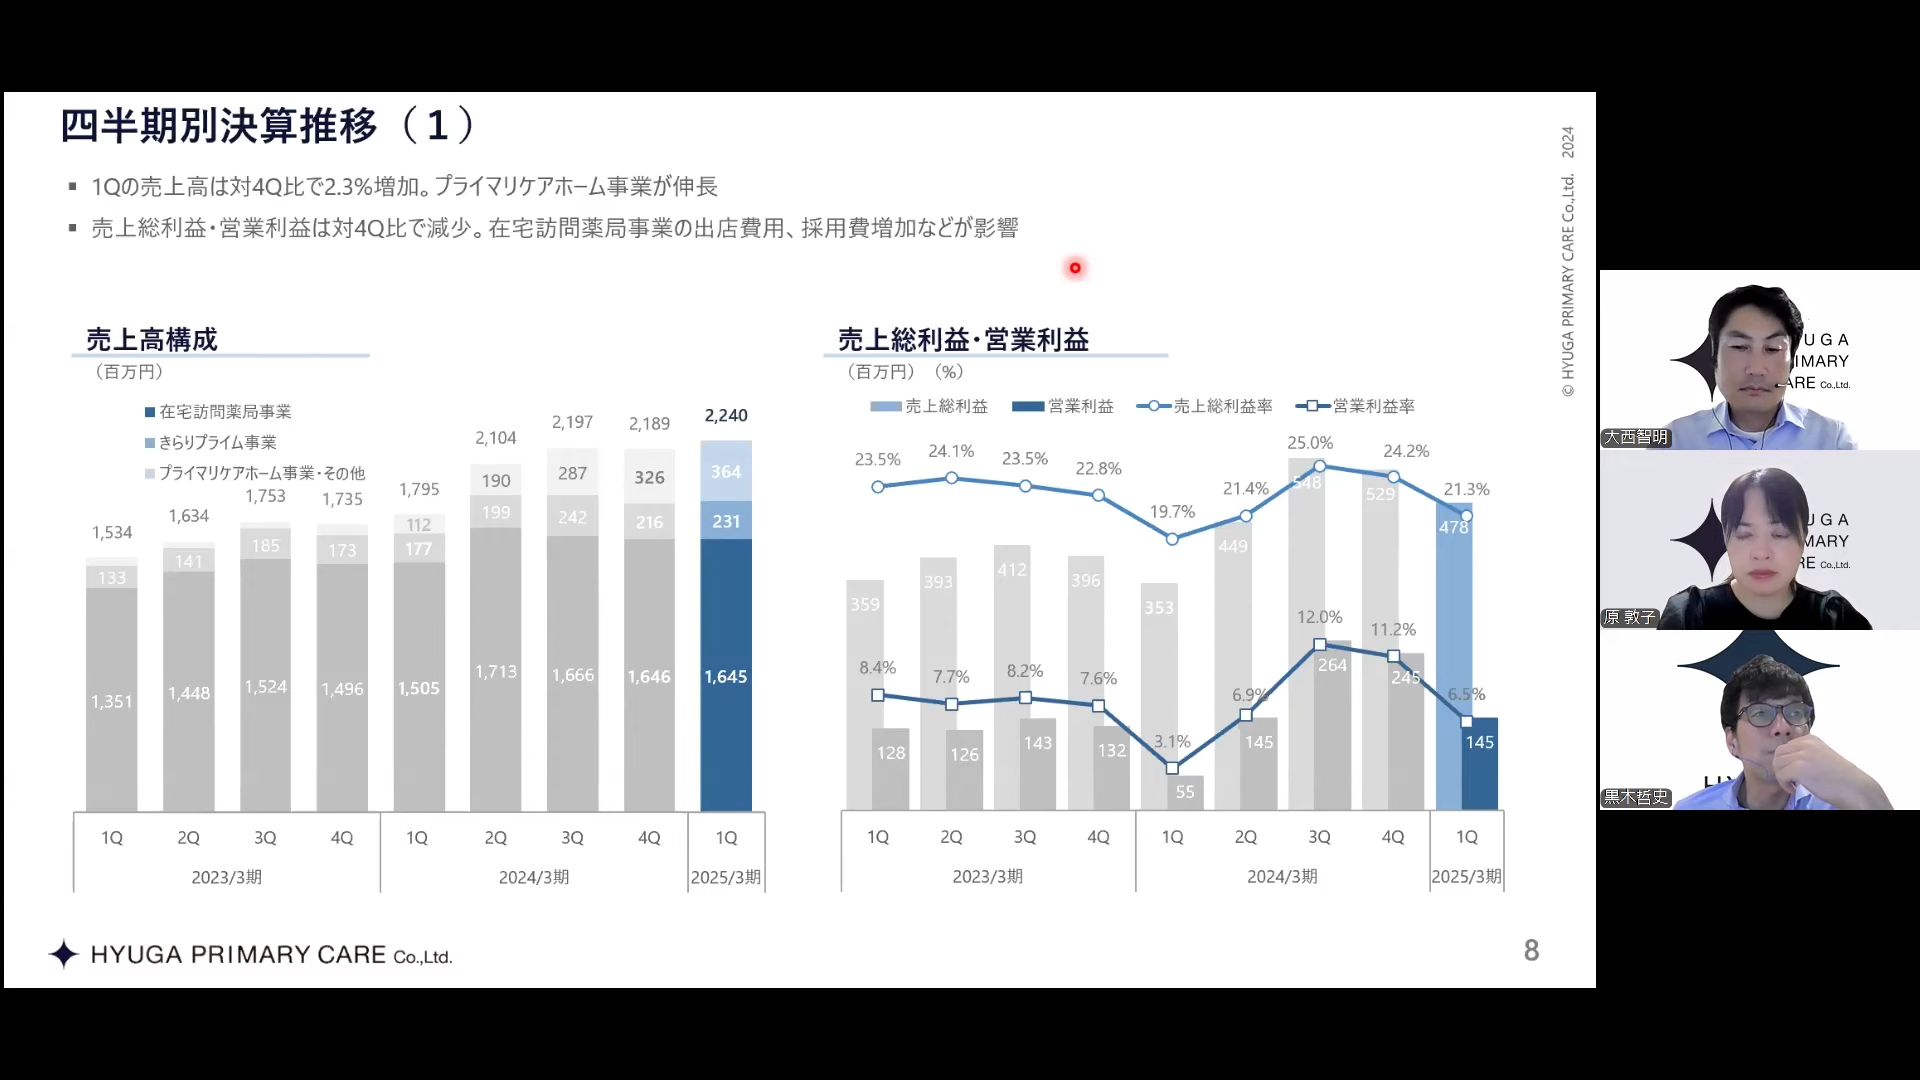 四半期別決算推移（１）
▪ 1Qの売上高は対4Q比で2.3%増加。プライマリケアホーム事業が伸長
▪ 売上総利益・営業利益は対4Q比で減少。在宅訪問薬局事業の出店費用、採用費増加などが影響
© HYUGA PRIMARY CARE Co.,Ltd. 2024
売上高構成
（百万円）
在宅訪問薬局事業
きらりプライム事業
プライマリケアホーム事業・その他
1,534 1,634 1,753 1,735 1,795 2,104 2,197 2,189 2,240
112 190 287 326 364
133 141 185 173 177 199 242 216 231
1,351 1,448 1,524 1,496 1,505 1,713 1,666 1,646 1,645
1Q 2Q 3Q 4Q 1Q 2Q 3Q 4Q 1Q
2023/3期 2024/3期 2025/3期
売上総利益・営業利益
（百万円）（%）
売上総利益 営業利益 売上総利益率 営業利益率
23.5% 24.1% 23.5% 22.8% 19.7% 21.4% 25.0% 24.2% 21.3%
359 393 412 396 353 449 548 529 478
8.4% 7.7% 8.2% 7.6% 3.1% 6.9% 12.0% 11.2% 6.5%
128 126 143 132 55 145 264 245 145
1Q 2Q 3Q 4Q 1Q 2Q 3Q 4Q 1Q
2023/3期 2024/3期 2025/3期
HYUGA PRIMARY CARE Co.,Ltd.
8
YUGA
IMARY
ARE Co.,Ltd.
大西智明
UGA
MARY
RE Co.,Ltd.
原 敦子
HY
黒木哲史